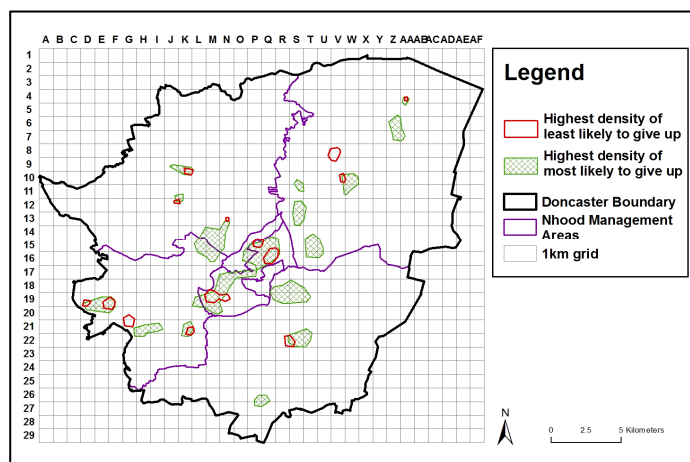 A B C D E F G H I J K L M N O P Q R S T U V W X Y Z AA AB AC AD AE AF
1
2
3
4
5
6
7
8
9
10
11
12
13
14
15
16
17
18
19
20
21
22
23
24
25
26
27
28
29
Legend
Highest density of
least likely to give up
Highest density of
most likely to give up
Doncaster Boundary
Nhood Management
Areas
1km grid
N
0 2.5 5 Kilometers